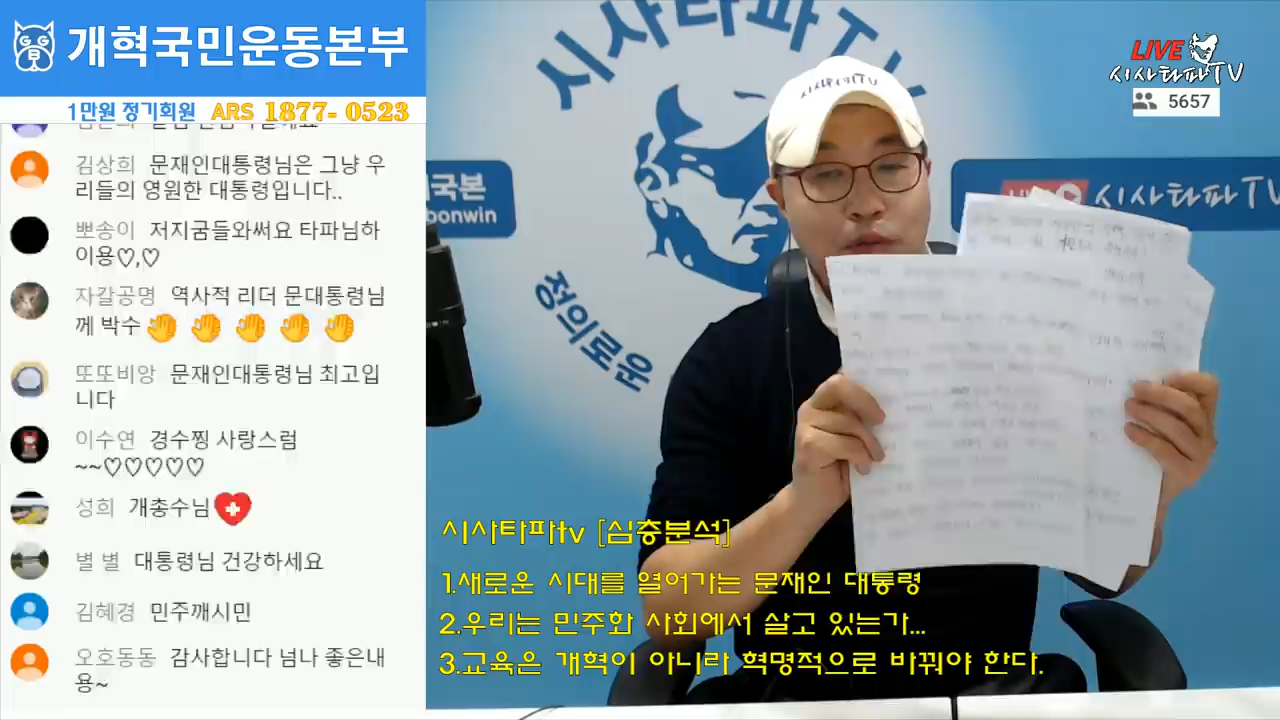 개혁국민운동본부
1만원 정기회원 ARS 1877-0523
김상희 문재인대통령님은 그냥 우
리들의 영원한 대통령입니다..
뽀송이 저지굼들와써요 타파님하
이용♡,♡
자갈공명 역사적 리더 문대통령님
께 박수👏 👏 👏 👏 👏
또또비앙 문재인대통령님 최고입
니다
이수연 경수찡 사랑스럼
~~♡♡♡♡♡
성희 개총수님
별 별 대통령님 건강하세요
김혜경 민주깨시민
오호동동 감사합니다 넘나 좋은내
용~
시사타파TV
정의로운
국본
bonwin
LIVE
시사타파TV
5657
시사타파TV
시사타파tv [심층분석]
1.새로운 시대를 열어가는 문재인 대통령
2.우리는 민주화 사회에서 살고 있는가...
3.교육은 개혁이 아니라 혁명적으로 바꿔야 한다.